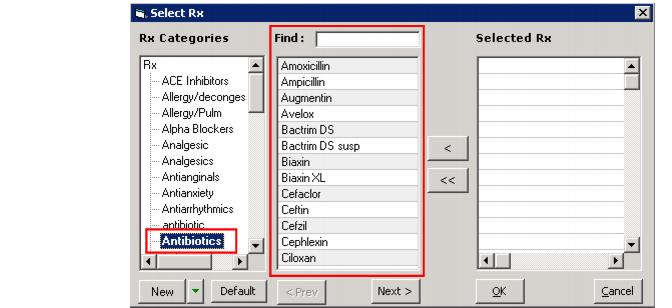 Select Rx
Rx Categories
Rx
ACE Inhibitors
Allergy/deconges
Allergy/Pulm
Alpha Blockers
Analgesic
Analgesics
Antianginals
Antianxiety
Antiarrhythmics
antibiotic
Antibiotics
New
Default
Find :
Amoxicillin
Ampicillin
Augmentin
Avelox
Bactrim DS
Bactrim DS susp
Biaxin
Biaxin XL
Cefaclor
Ceftin
Cefzil
Cephlexin
Ciloxan
< Prev
Next >
<
<<
Selected Rx
OK
Cancel